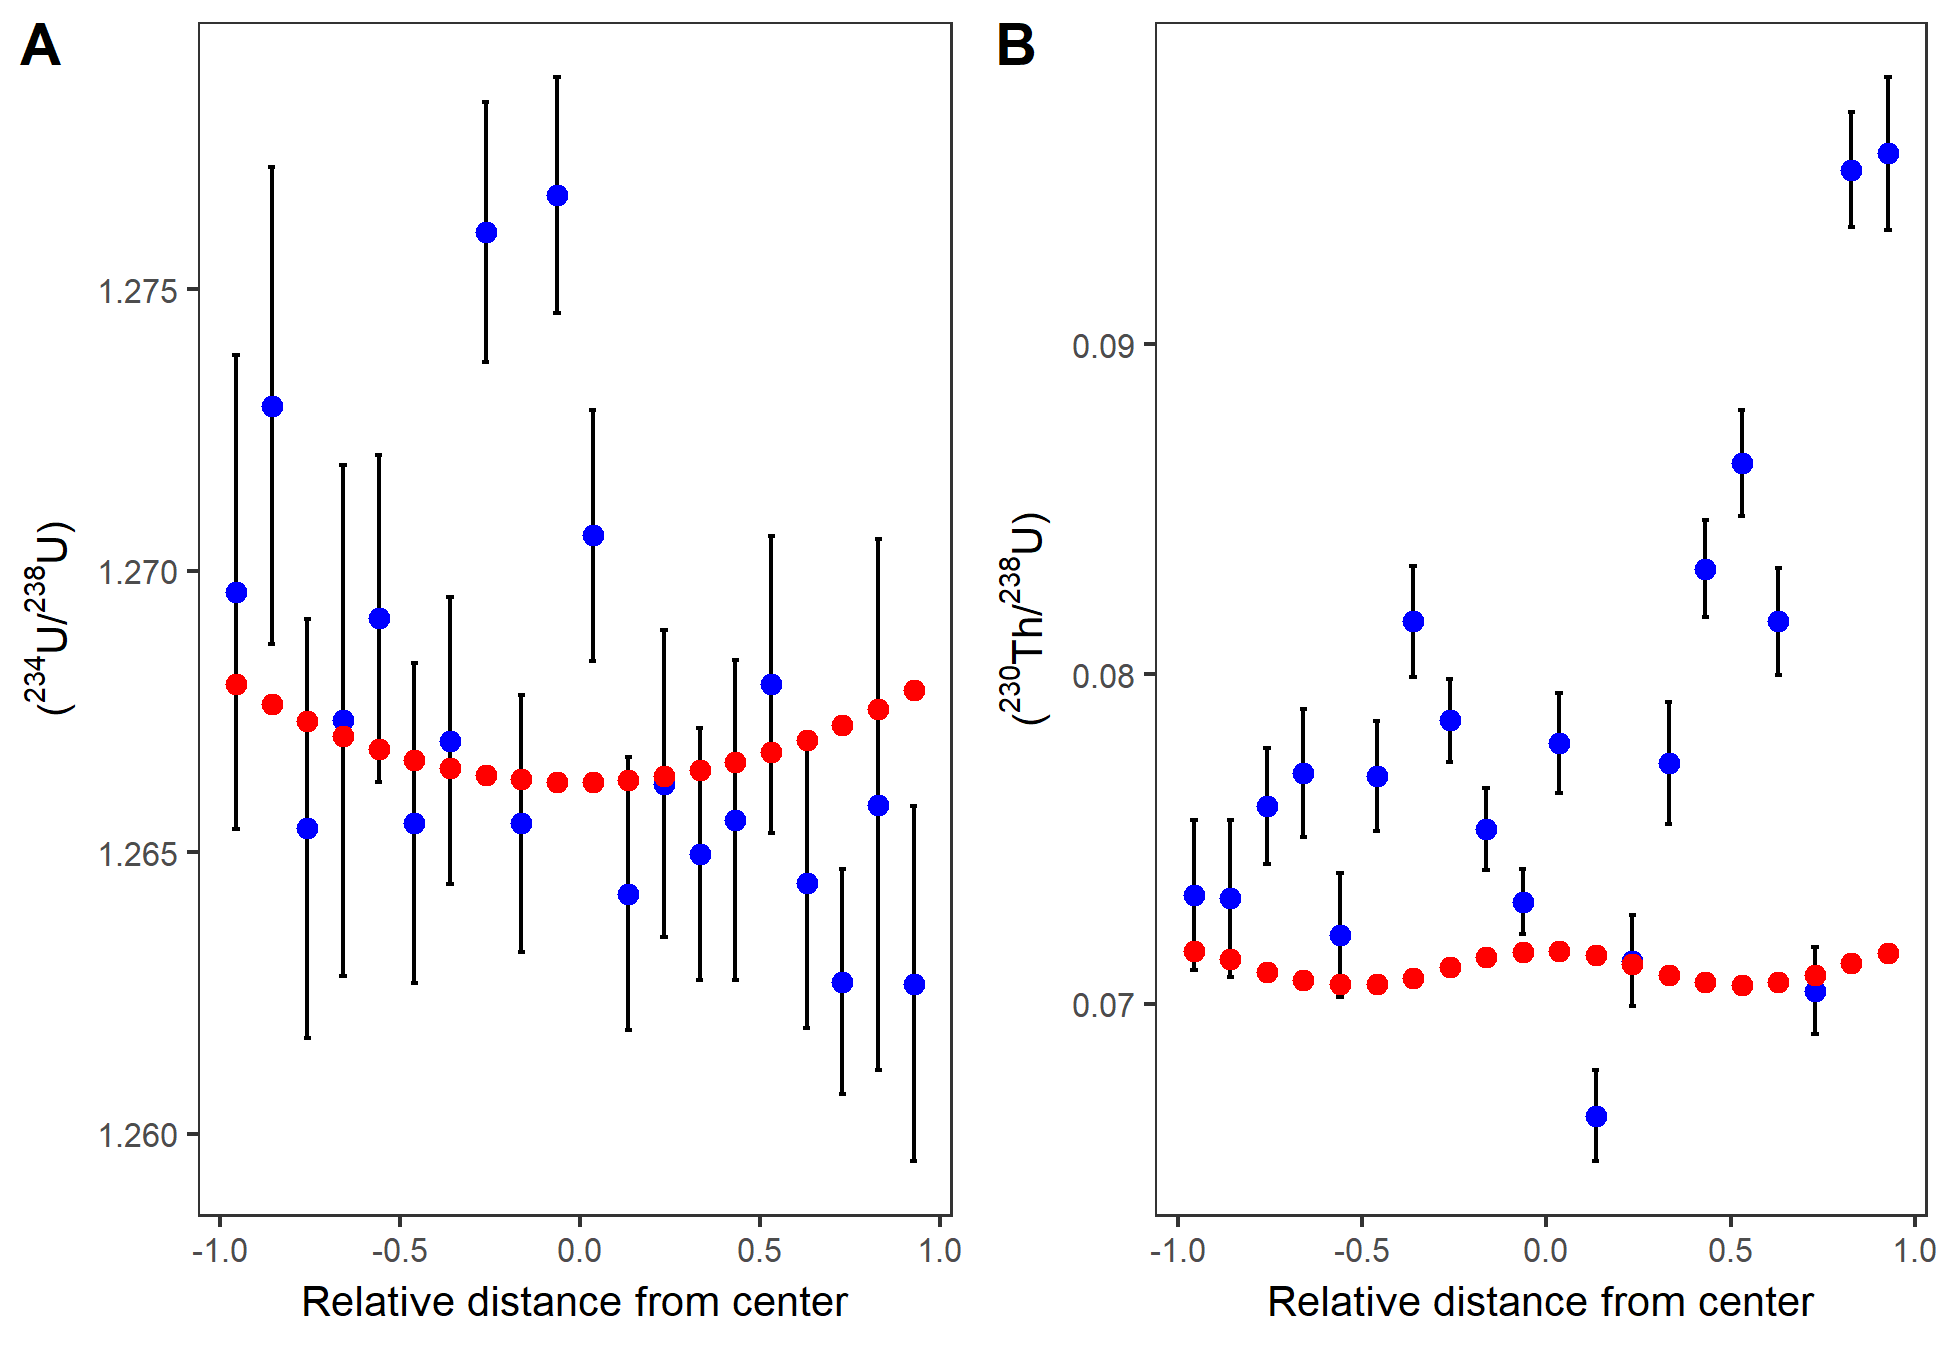 A
(²³⁴U/²³⁸U)
1.275
1.270
1.265
1.260
-1.0 -0.5 0.0 0.5 1.0
Relative distance from center
B
(²³⁰Th/²³⁸U)
0.09
0.08
0.07
-1.0 -0.5 0.0 0.5 1.0
Relative distance from center